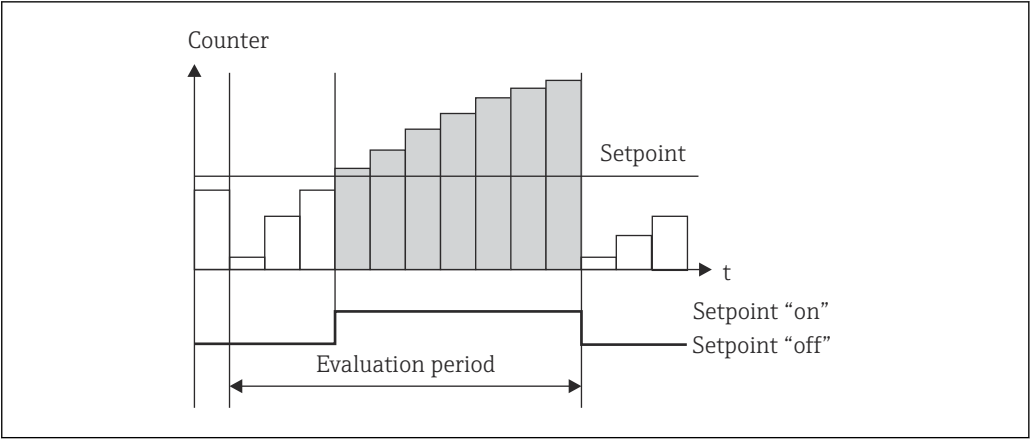 Counter
Setpoint
t
Setpoint “on”
Setpoint “off”
Evaluation period